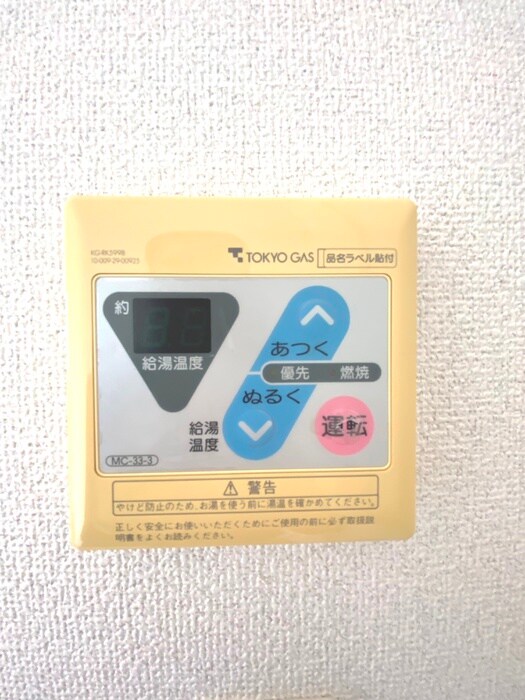 TOKYO GAS
品名ラベル貼付
約
給湯温度
あつく
優先 燃焼
ぬるく
給湯
温度
運転
MC-33-3
⚠ 警告
やけど防止のため、お湯を使う前に湯温を確かめてください。
正しく安全にお使いいただくためにご使用の前に必ず取扱説
明書をよくお読みください。